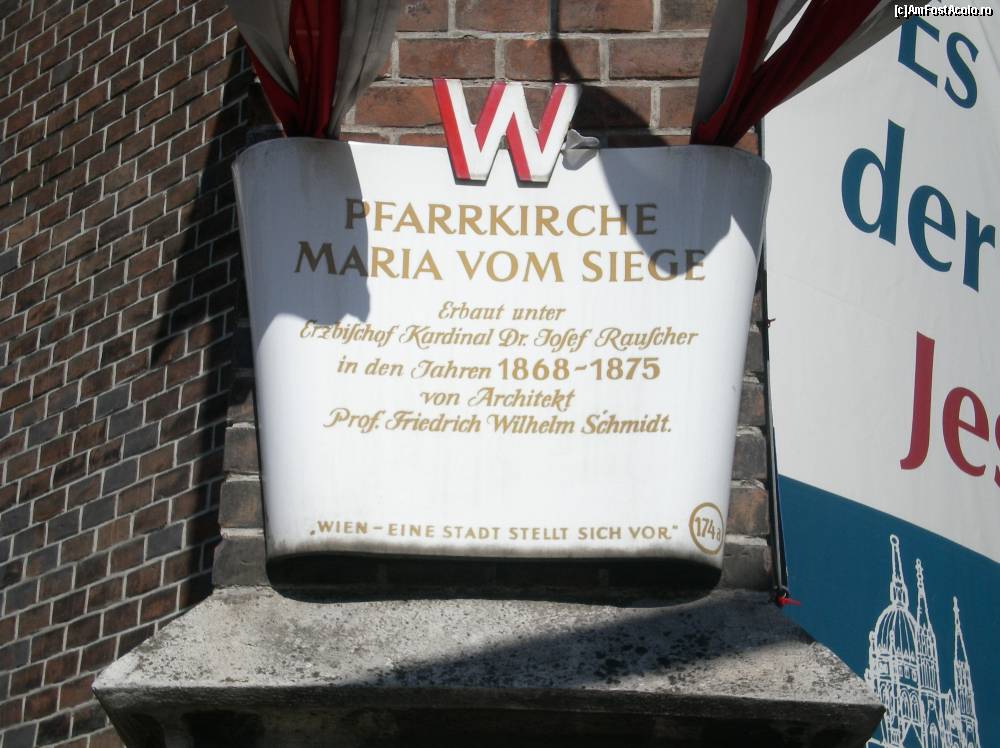 (c)AmFostAcolo.ro
W
PFARRKIRCHE
MARIA VOM SIEGE
Erbaut unter
Erzbischof Kardinal Dr. Josef Rauscher
in den Jahren 1868-1875
von Architekt
Prof. Friedrich Wilhelm Schmidt.
„WIEN – EINE STADT STELLT SICH VOR"
174a
Es
der
Jes